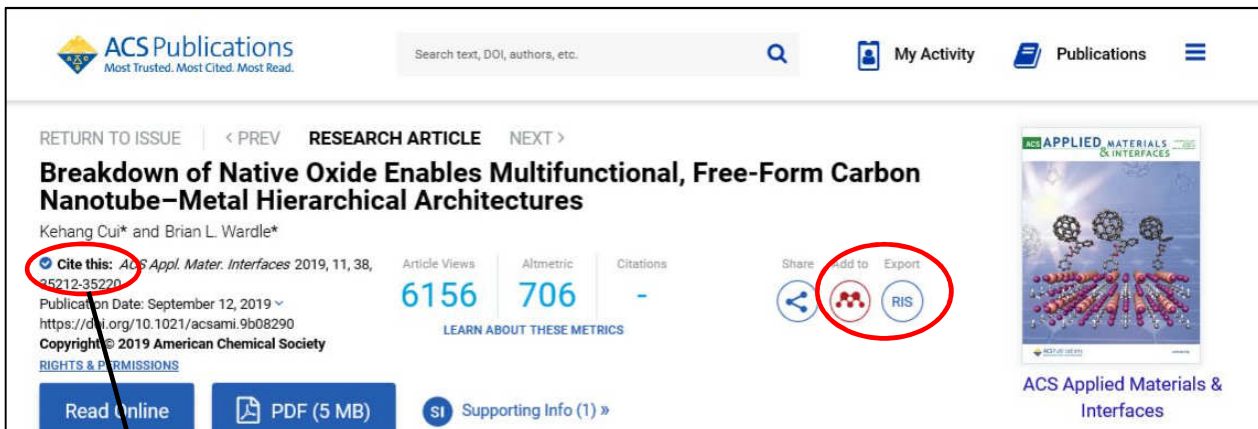 ACS Publications
Most Trusted. Most Cited. Most Read.
Search text, DOI, authors, etc.
My Activity
Publications
RETURN TO ISSUE
< PREV
RESEARCH ARTICLE
NEXT >
Breakdown of Native Oxide Enables Multifunctional, Free-Form Carbon
Nanotube–Metal Hierarchical Architectures
Kehang Cui* and Brian L. Wardle*
Cite this: ACS Appl. Mater. Interfaces 2019, 11, 38,
35212-35220
Publication Date: September 12, 2019
https://doi.org/10.1021/acsami.9b08290
Copyright © 2019 American Chemical Society
RIGHTS & PERMISSIONS
Article Views
6156
Altmetric
706
Citations
-
LEARN ABOUT THESE METRICS
Share
Add to
Export
RIS
Read Online
PDF (5 MB)
SI
Supporting Info (1) »
ACS APPLIED MATERIALS
& INTERFACES
ACS Applied Materials &
Interfaces